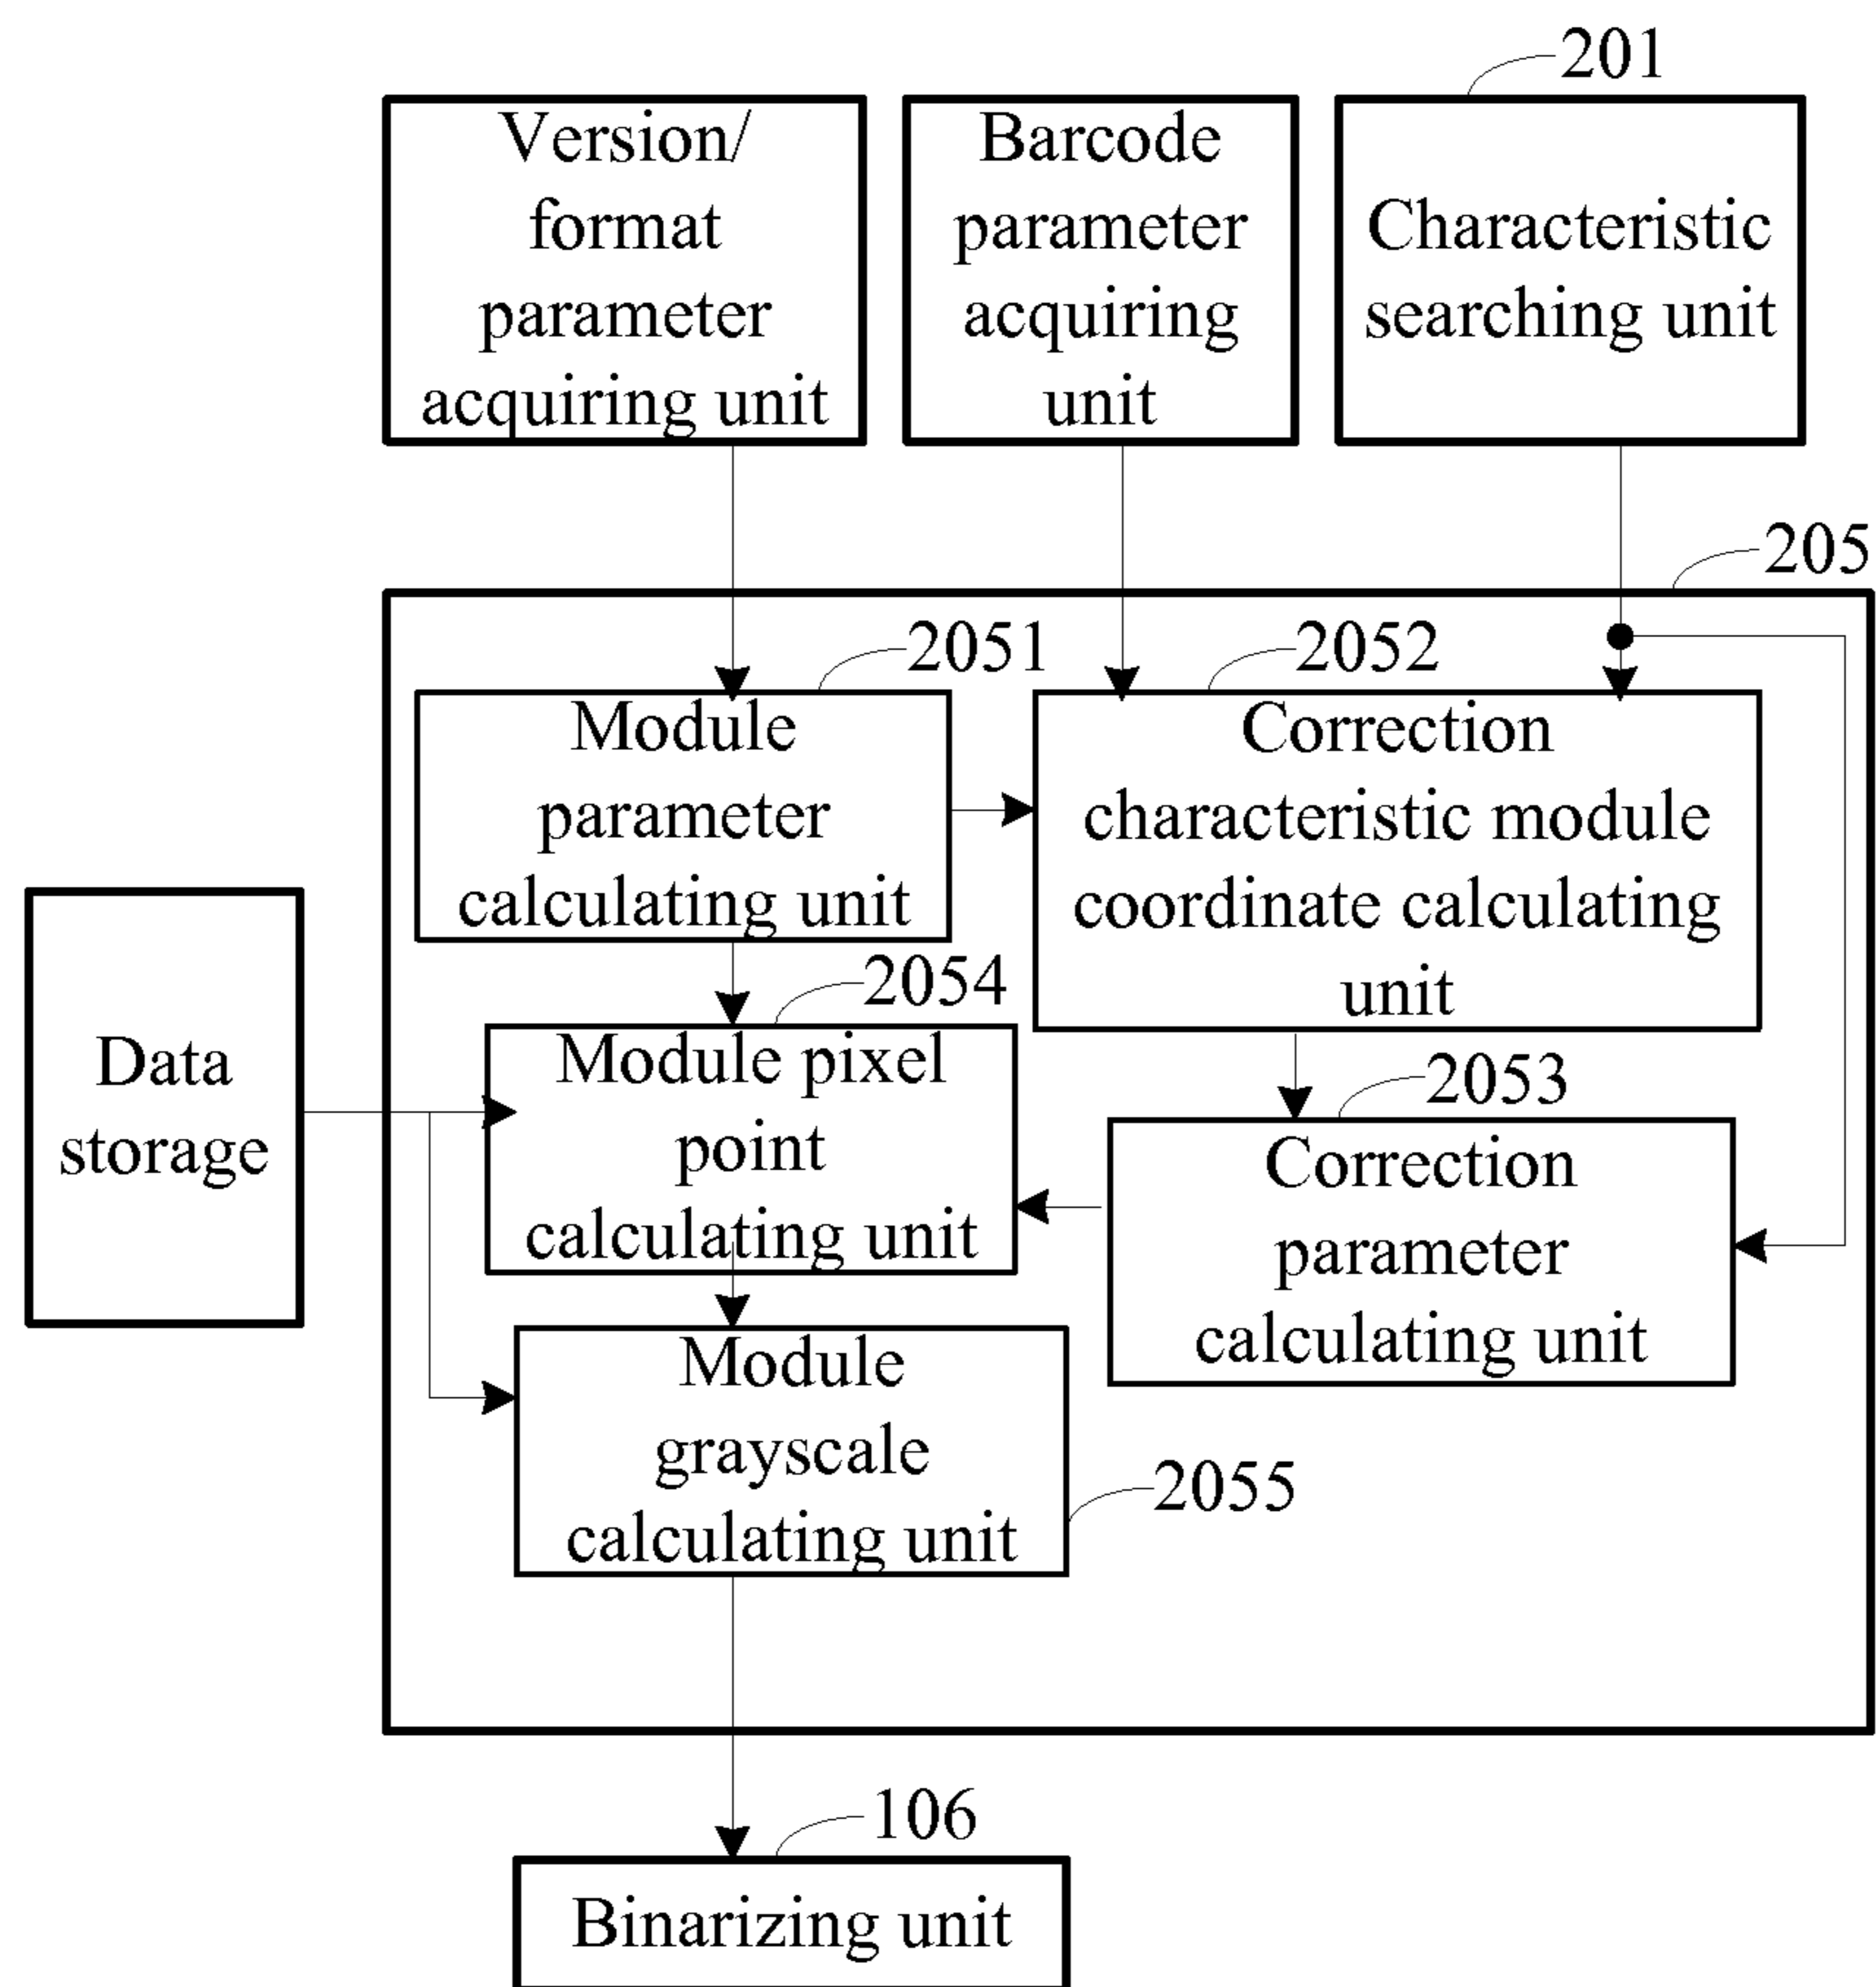 201
Version/
format
parameter
acquiring unit
Barcode
parameter
acquiring
unit
Characteristic
searching unit
205
2051
Module
parameter
calculating unit
2052
Correction
characteristic module
coordinate calculating
unit
Data
storage
2054
Module pixel
point
calculating unit
2053
Correction
parameter
calculating unit
Module
grayscale
calculating unit
2055
106
Binarizing unit